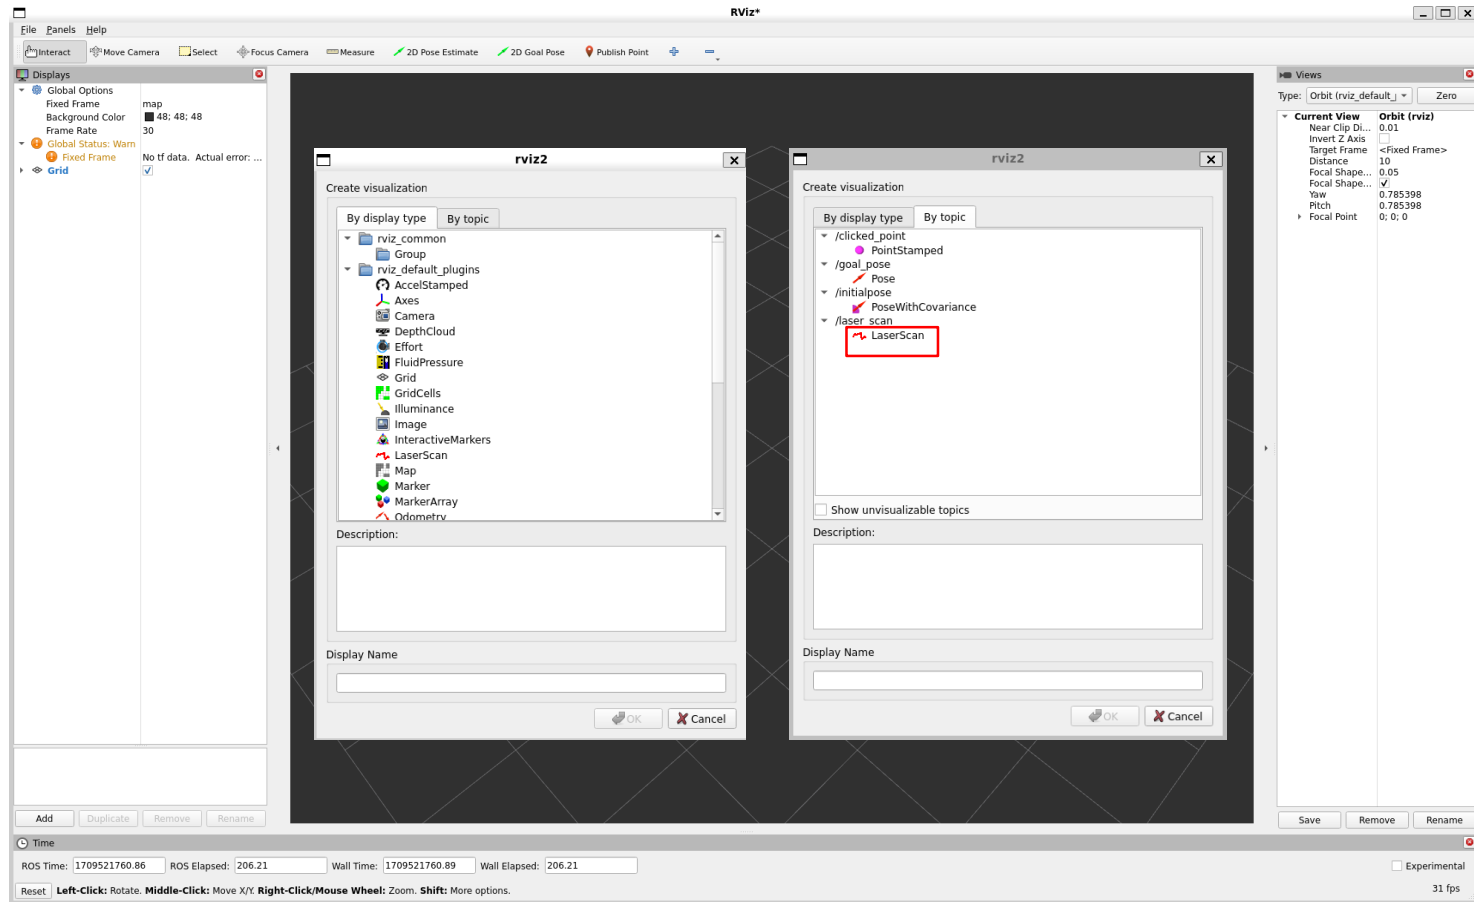 RViz*
File Panels Help
Interact Move Camera Select Focus Camera Measure 2D Pose Estimate 2D Goal Pose Publish Point
Displays
Global Options
Fixed Frame map
Background Color 48; 48; 48
Frame Rate 30
Global Status: Warn
Fixed Frame No tf data. Actual error: ...
Grid
Add Duplicate Remove Rename
rviz2
Create visualization
By display type By topic
rviz_common
Group
rviz_default_plugins
AccelStamped
Axes
Camera
DepthCloud
Effort
FluidPressure
Grid
GridCells
Illuminance
Image
InteractiveMarkers
LaserScan
Map
Marker
MarkerArray
Odometry
Description:
Display Name
OK Cancel
rviz2
Create visualization
By display type By topic
/clicked_point
PointStamped
/goal_pose
Pose
/initialpose
PoseWithCovariance
/laser_scan
LaserScan
Show unvisualizable topics
Description:
Display Name
OK Cancel
Views
Type: Orbit (rviz_default_ Zero
Current View Orbit (rviz)
Near Clip Di... 0.01
Invert Z Axis
Target Frame <Fixed Frame>
Distance 10
Focal Shape... 0.05
Focal Shape...
Yaw 0.785398
Pitch 0.785398
Focal Point 0; 0; 0
Save Remove Rename
Time
ROS Time: 1709521760.86 ROS Elapsed: 206.21 Wall Time: 1709521760.89 Wall Elapsed: 206.21 Experimental
Reset Left-Click: Rotate. Middle-Click: Move X/Y. Right-Click/Mouse Wheel: Zoom. Shift: More options. 31 fps